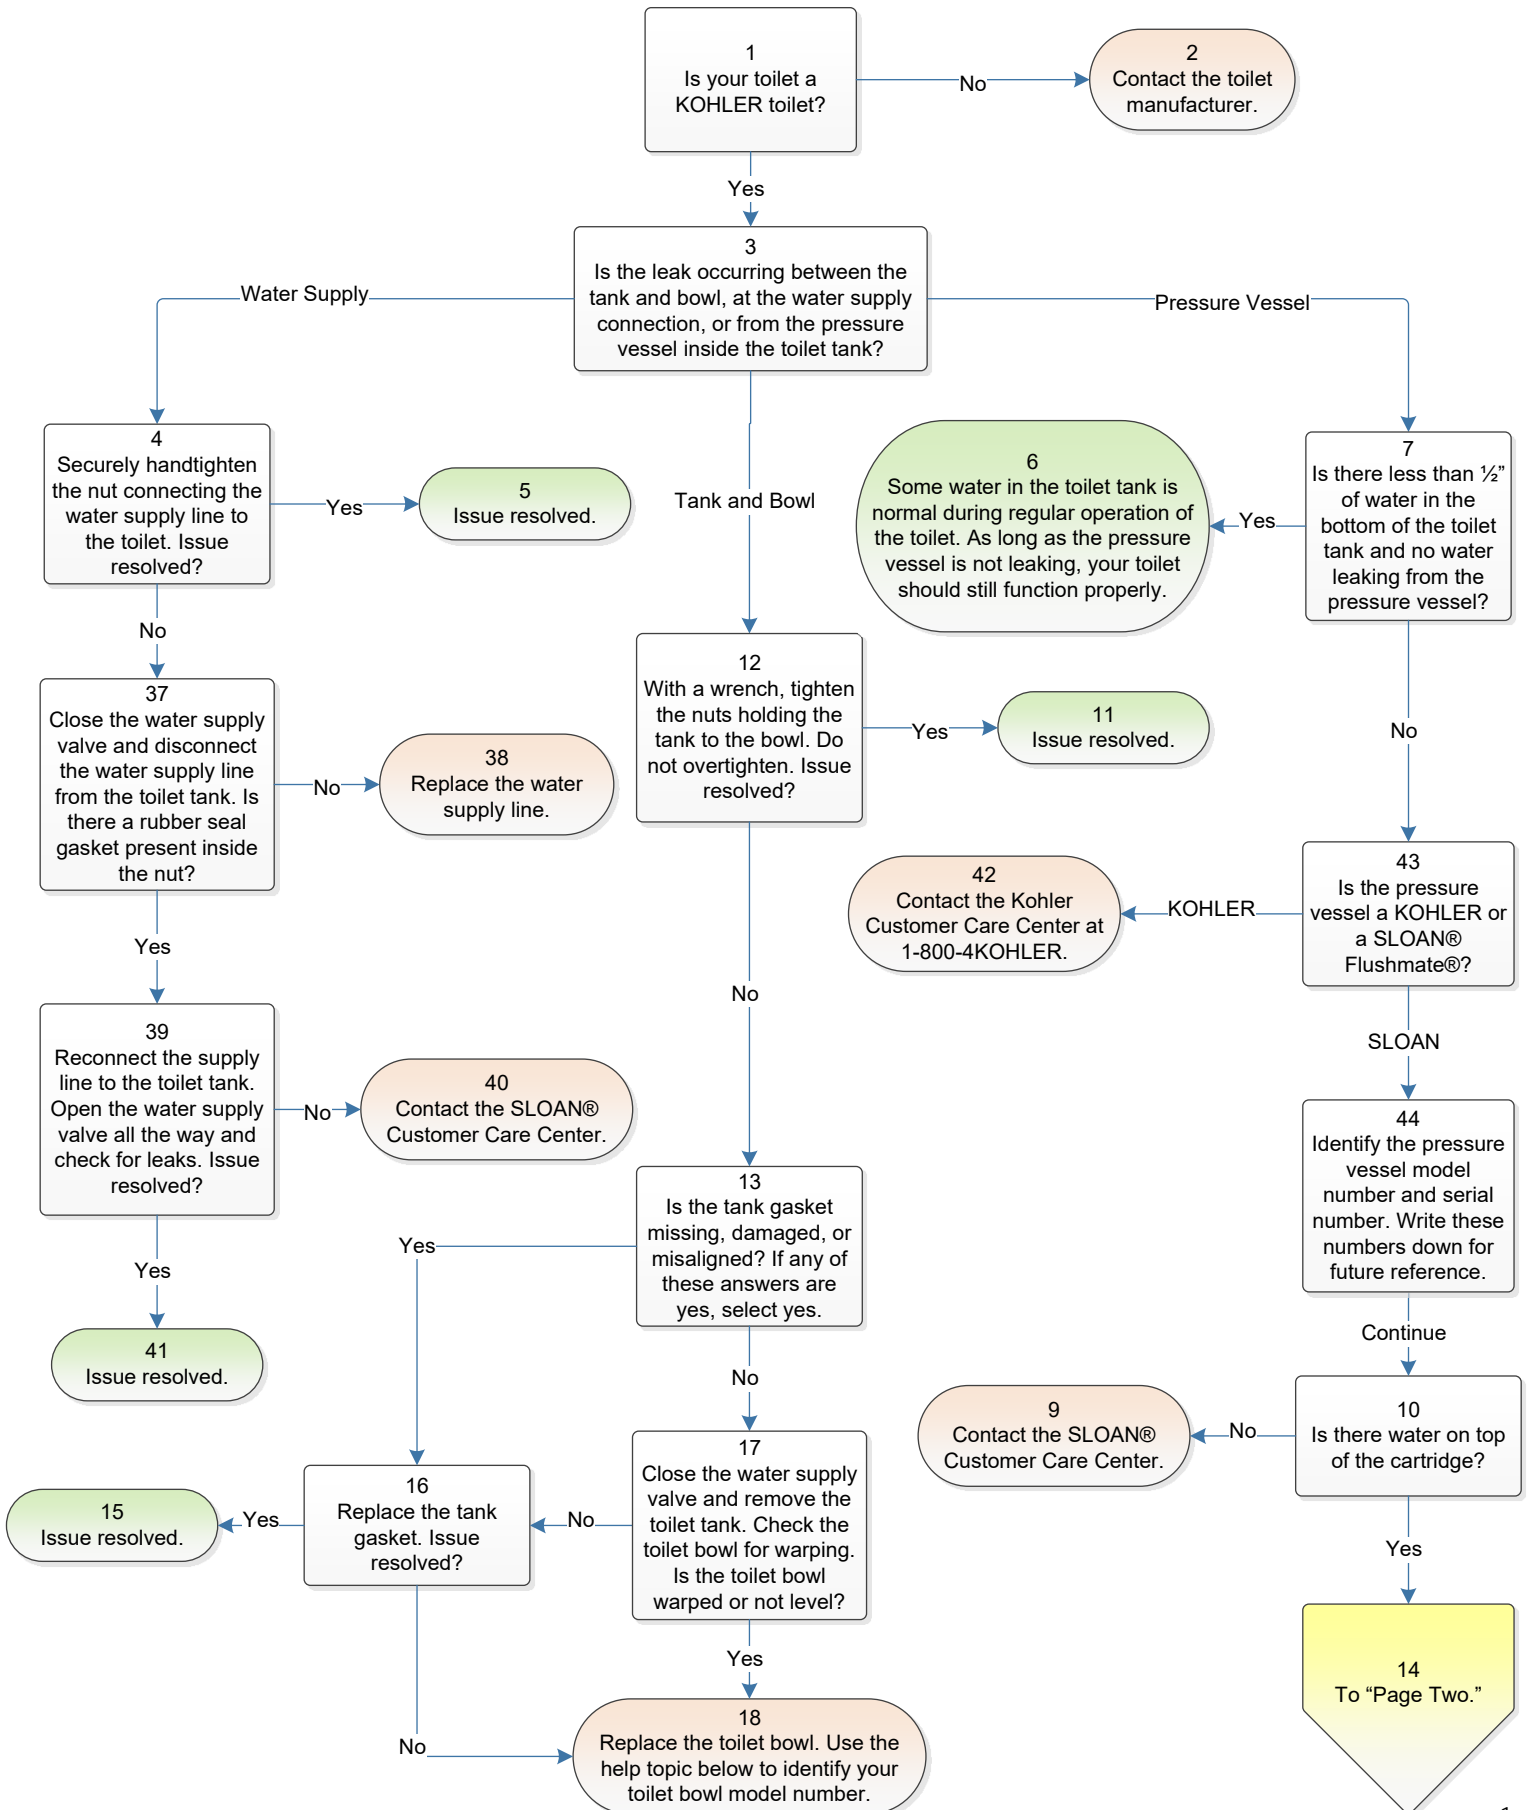 1
Is your toilet a
KOHLER toilet?
No
2
Contact the toilet
manufacturer.
Yes
3
Is the leak occurring between the
tank and bowl, at the water supply
connection, or from the pressure
vessel inside the toilet tank?
Water Supply
Pressure Vessel
Tank and Bowl
4
Securely handtighten
the nut connecting the
water supply line to
the toilet. Issue
resolved?
Yes
5
Issue resolved.
6
Some water in the toilet tank is
normal during regular operation of
the toilet. As long as the pressure
vessel is not leaking, your toilet
should still function properly.
Yes
7
Is there less than ½”
of water in the
bottom of the toilet
tank and no water
leaking from the
pressure vessel?
No
37
Close the water supply
valve and disconnect
the water supply line
from the toilet tank. Is
there a rubber seal
gasket present inside
the nut?
No
38
Replace the water
supply line.
12
With a wrench, tighten
the nuts holding the
tank to the bowl. Do
not overtighten. Issue
resolved?
Yes
11
Issue resolved.
No
42
Contact the Kohler
Customer Care Center at
1-800-4KOHLER.
KOHLER
43
Is the pressure
vessel a KOHLER or
a SLOAN®
Flushmate®?
Yes
No
SLOAN
39
Reconnect the supply
line to the toilet tank.
Open the water supply
valve all the way and
check for leaks. Issue
resolved?
No
40
Contact the SLOAN®
Customer Care Center.
44
Identify the pressure
vessel model
number and serial
number. Write these
numbers down for
future reference.
13
Is the tank gasket
missing, damaged, or
misaligned? If any of
these answers are
yes, select yes.
Yes
Yes
Continue
41
Issue resolved.
No
9
Contact the SLOAN®
Customer Care Center.
No
10
Is there water on top
of the cartridge?
15
Issue resolved.
Yes
16
Replace the tank
gasket. Issue
resolved?
No
17
Close the water supply
valve and remove the
toilet tank. Check the
toilet bowl for warping.
Is the toilet bowl
warped or not level?
Yes
Yes
No
18
Replace the toilet bowl. Use the
help topic below to identify your
toilet bowl model number.
14
To “Page Two.”